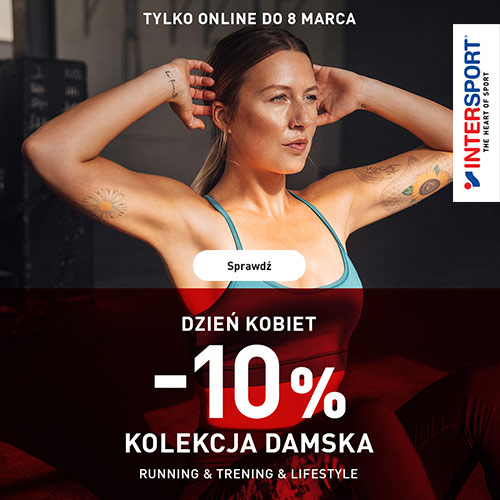 TYLKO ONLINE DO 8 MARCA
INTERSPORT
THE HEART OF SPORT
Sprawdź
DZIEŃ KOBIET
-10%
KOLEKCJA DAMSKA
RUNNING & TRENING & LIFESTYLE